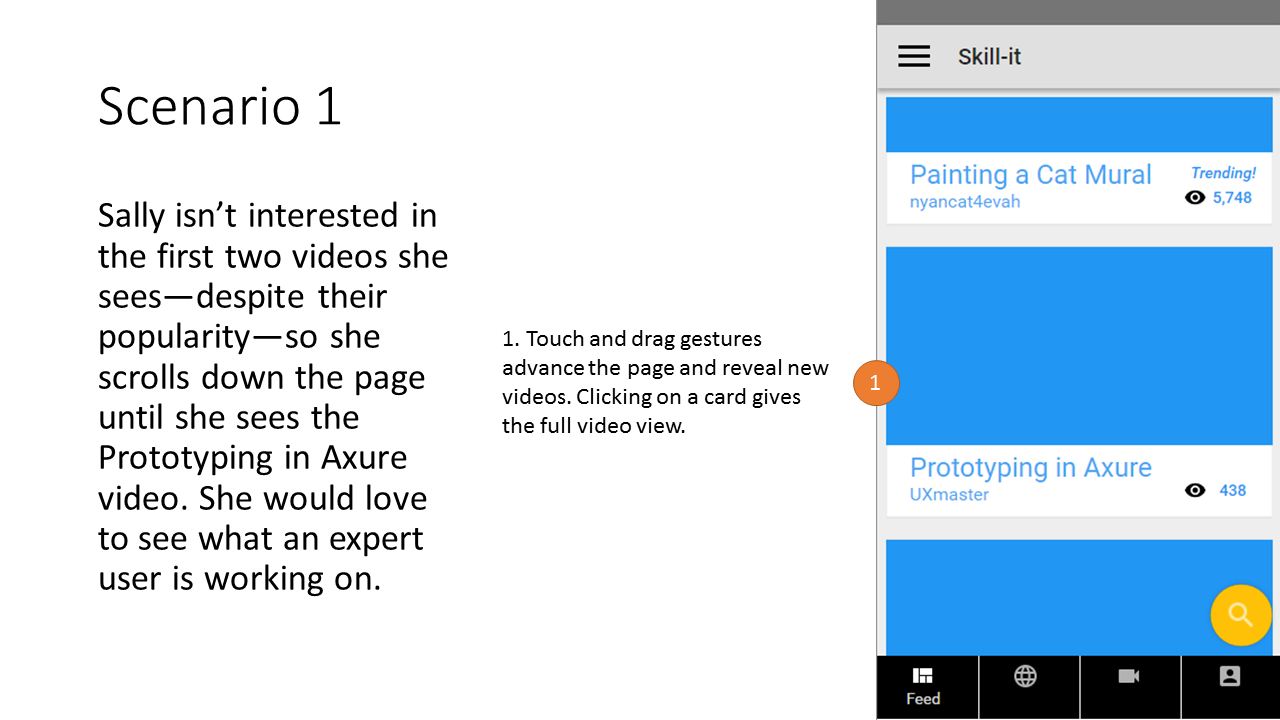 Scenario 1
Sally isn’t interested in
the first two videos she
sees—despite their
popularity—so she
scrolls down the page
until she sees the
Prototyping in Axure
video. She would love
to see what an expert
user is working on.
1. Touch and drag gestures
advance the page and reveal new
videos. Clicking on a card gives
the full video view.
1
Skill-it
Painting a Cat Mural
Trending!
nyancat4evah
5,748
Prototyping in Axure
UXmaster
438
Feed